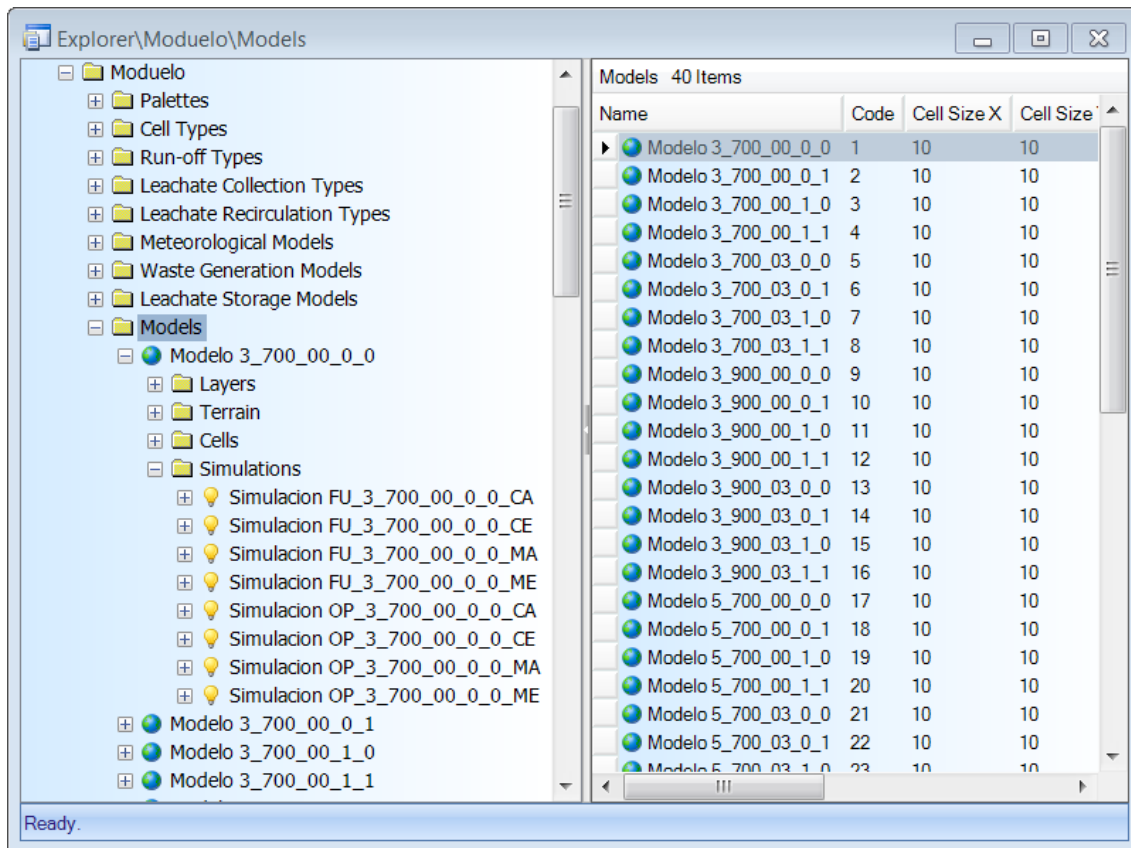 Explorer\Moduelo\Models
Moduelo
Palettes
Cell Types
Run-off Types
Leachate Collection Types
Leachate Recirculation Types
Meteorological Models
Waste Generation Models
Leachate Storage Models
Models
Modelo 3_700_00_0_0
Layers
Terrain
Cells
Simulations
Simulacion FU_3_700_00_0_0_CA
Simulacion FU_3_700_00_0_0_CE
Simulacion FU_3_700_00_0_0_MA
Simulacion FU_3_700_00_0_0_ME
Simulacion OP_3_700_00_0_0_CA
Simulacion OP_3_700_00_0_0_CE
Simulacion OP_3_700_00_0_0_MA
Simulacion OP_3_700_00_0_0_ME
Modelo 3_700_00_0_1
Modelo 3_700_00_1_0
Modelo 3_700_00_1_1
Models 40 Items
Name Code Cell Size X Cell Size
Modelo 3_700_00_0_0 1 10 10
Modelo 3_700_00_0_1 2 10 10
Modelo 3_700_00_1_0 3 10 10
Modelo 3_700_00_1_1 4 10 10
Modelo 3_700_03_0_0 5 10 10
Modelo 3_700_03_0_1 6 10 10
Modelo 3_700_03_1_0 7 10 10
Modelo 3_700_03_1_1 8 10 10
Modelo 3_900_00_0_0 9 10 10
Modelo 3_900_00_0_1 10 10 10
Modelo 3_900_00_1_0 11 10 10
Modelo 3_900_00_1_1 12 10 10
Modelo 3_900_03_0_0 13 10 10
Modelo 3_900_03_0_1 14 10 10
Modelo 3_900_03_1_0 15 10 10
Modelo 3_900_03_1_1 16 10 10
Modelo 5_700_00_0_0 17 10 10
Modelo 5_700_00_0_1 18 10 10
Modelo 5_700_00_1_0 19 10 10
Modelo 5_700_00_1_1 20 10 10
Modelo 5_700_03_0_0 21 10 10
Modelo 5_700_03_0_1 22 10 10
Modelo 5_700_03_1_0 23 10 10
Ready.